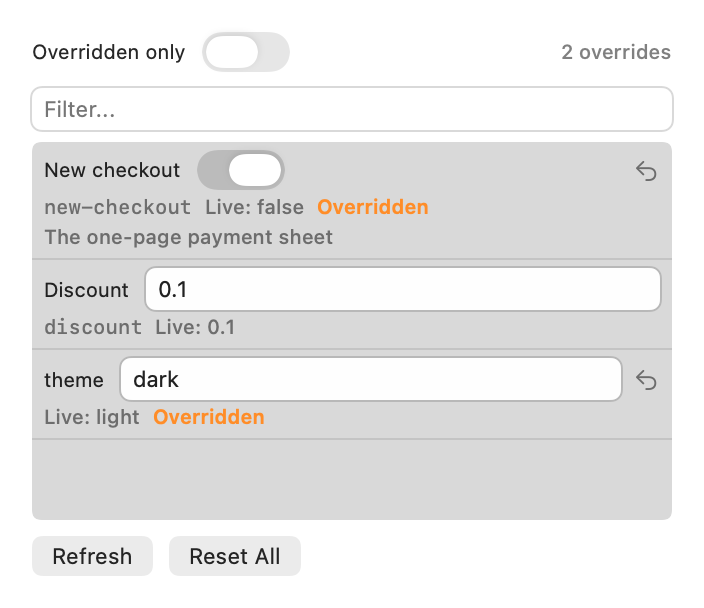 Overridden only
2 overrides
Filter...
New checkout
new-checkout Live: false Overridden
The one-page payment sheet
Discount 0.1
discount Live: 0.1
theme dark
Live: light Overridden
Refresh Reset All